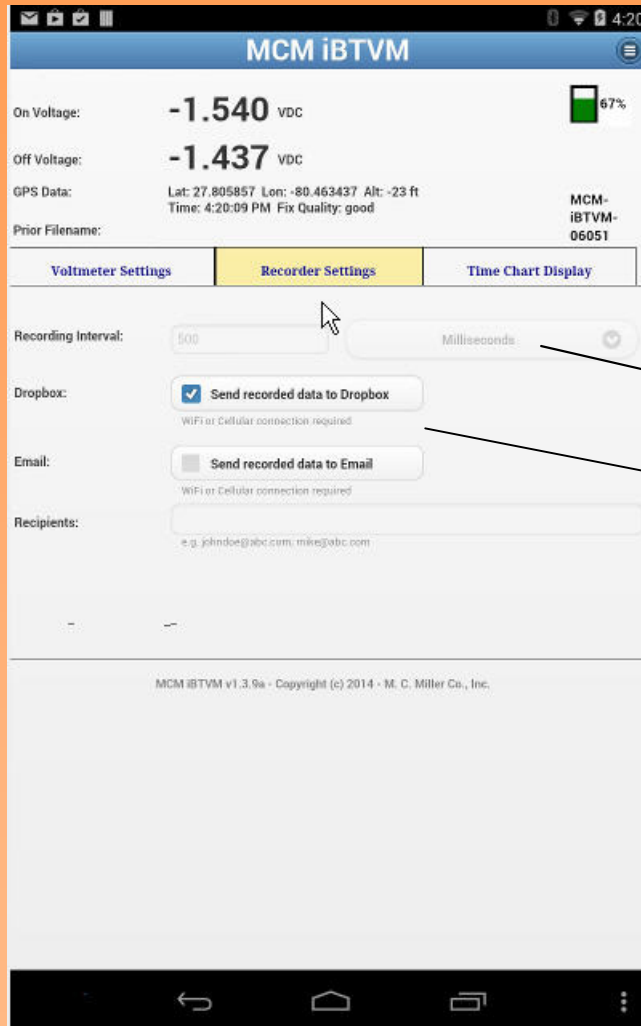 4:20
MCM iBTVM
On Voltage: -1.540 VDC
67%
Off Voltage: -1.437 VDC
GPS Data: Lat: 27.805857 Lon: -80.463437 Alt: -23 ft
Time: 4:20:09 PM Fix Quality: good
MCM-
iBTVM-
06051
Prior Filename:
Voltmeter Settings Recorder Settings Time Chart Display
Recording Interval: 500 Milliseconds
Dropbox: Send recorded data to Dropbox
WiFi or Cellular connection required
Email: Send recorded data to Email
WiFi or Cellular connection required
Recipients:
e.g. johndoe@abc.com; mike@abc.com
MCM iBTVM v1.3.9a - Copyright (c) 2014 - M. C. Miller Co., Inc.